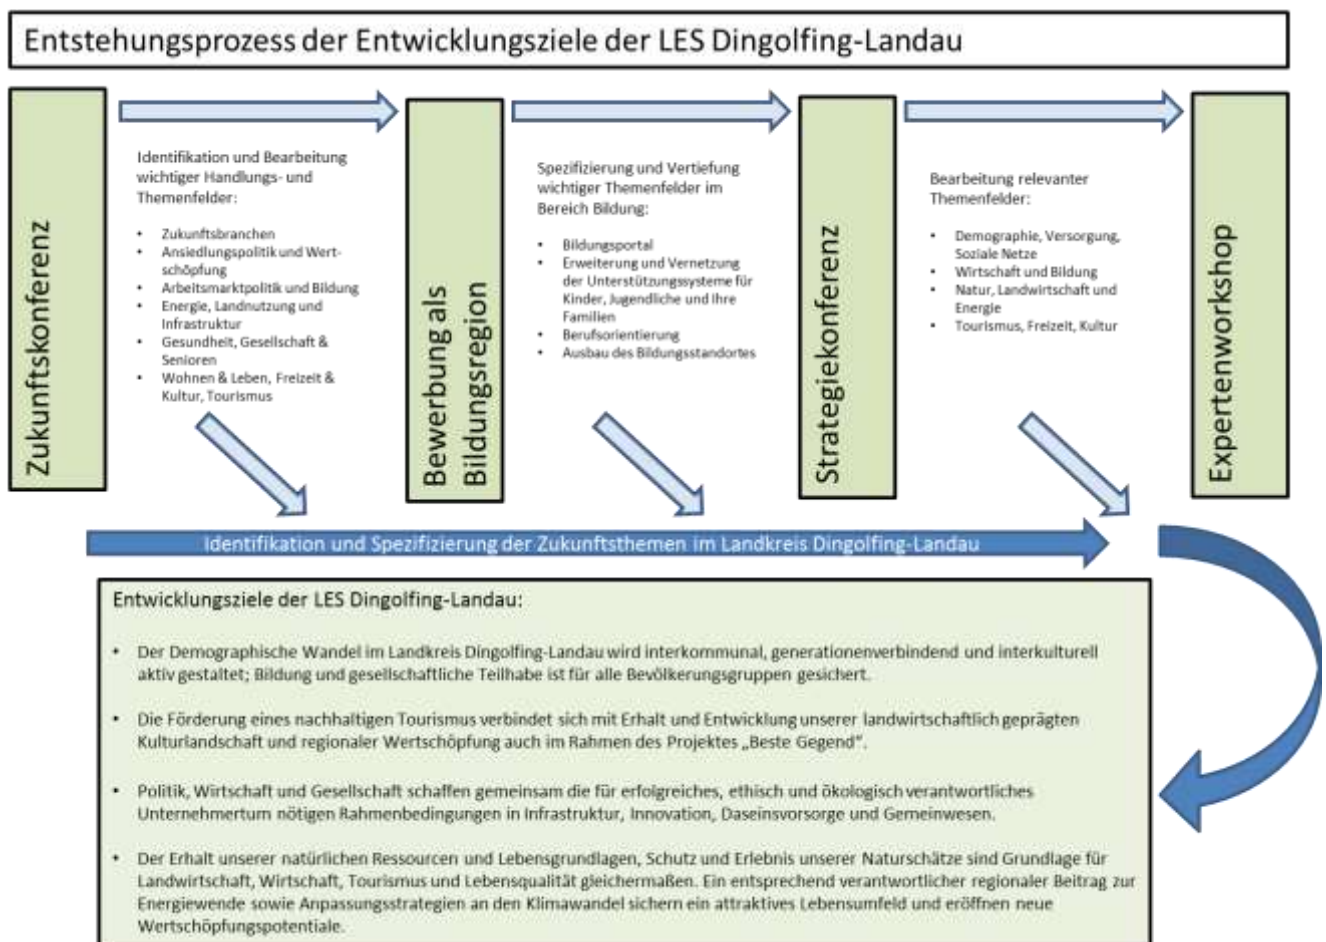 Entstehungsprozess der Entwicklungsziele der LES Dingolfing-Landau
Zukunftskonferenz
Identifikation und Bearbeitung
wichtiger Handlungs- und
Themenfelder:
• Zukunftsbranchen
• Ansiedlungspolitik und Wert-
schöpfung
• Arbeitsmarktpolitik und Bildung
• Energie, Landnutzung und
Infrastruktur
• Gesundheit, Gesellschaft &
Senioren
• Wohnen & Leben, Freizeit &
Kultur, Tourismus
Bewerbung als
Bildungsregion
Spezifizierung und Vertiefung
wichtiger Themenfelder im
Bereich Bildung:
• Bildungsportal
• Erweiterung und Vernetzung
der Unterstützungssysteme für
Kinder, Jugendliche und Ihre
Familien
• Berufsorientierung
• Ausbau des Bildungsstandortes
Strategiekonferenz
Bearbeitung relevanter
Themenfelder:
• Demographie, Versorgung,
Soziale Netze
• Wirtschaft und Bildung
• Natur, Landwirtschaft und
Energie
• Tourismus, Freizeit, Kultur
Expertenworkshop
Identifikation und Spezifizierung der Zukunftsthemen im Landkreis Dingolfing-Landau
Entwicklungsziele der LES Dingolfing-Landau:
• Der Demographische Wandel im Landkreis Dingolfing-Landau wird interkommunal, generationenverbindend und interkulturell
aktiv gestaltet; Bildung und gesellschaftliche Teilhabe ist für alle Bevölkerungsgruppen gesichert.
• Die Förderung eines nachhaltigen Tourismus verbindet sich mit Erhalt und Entwicklung unserer landwirtschaftlich geprägten
Kulturlandschaft und regionaler Wertschöpfung auch im Rahmen des Projektes „Beste Gegend“.
• Politik, Wirtschaft und Gesellschaft schaffen gemeinsam die für erfolgreiches, ethisch und ökologisch verantwortliches
Unternehmertum nötigen Rahmenbedingungen in Infrastruktur, Innovation, Daseinsvorsorge und Gemeinwesen.
• Der Erhalt unserer natürlichen Ressourcen und Lebensgrundlagen, Schutz und Erlebnis unserer Naturschätze sind Grundlage für
Landwirtschaft, Wirtschaft, Tourismus und Lebensqualität gleichermaßen. Ein entsprechend verantwortlicher regionaler Beitrag zur
Energiewende sowie Anpassungsstrategien an den Klimawandel sichern ein attraktives Lebensumfeld und eröffnen neue
Wertschöpfungspotentiale.